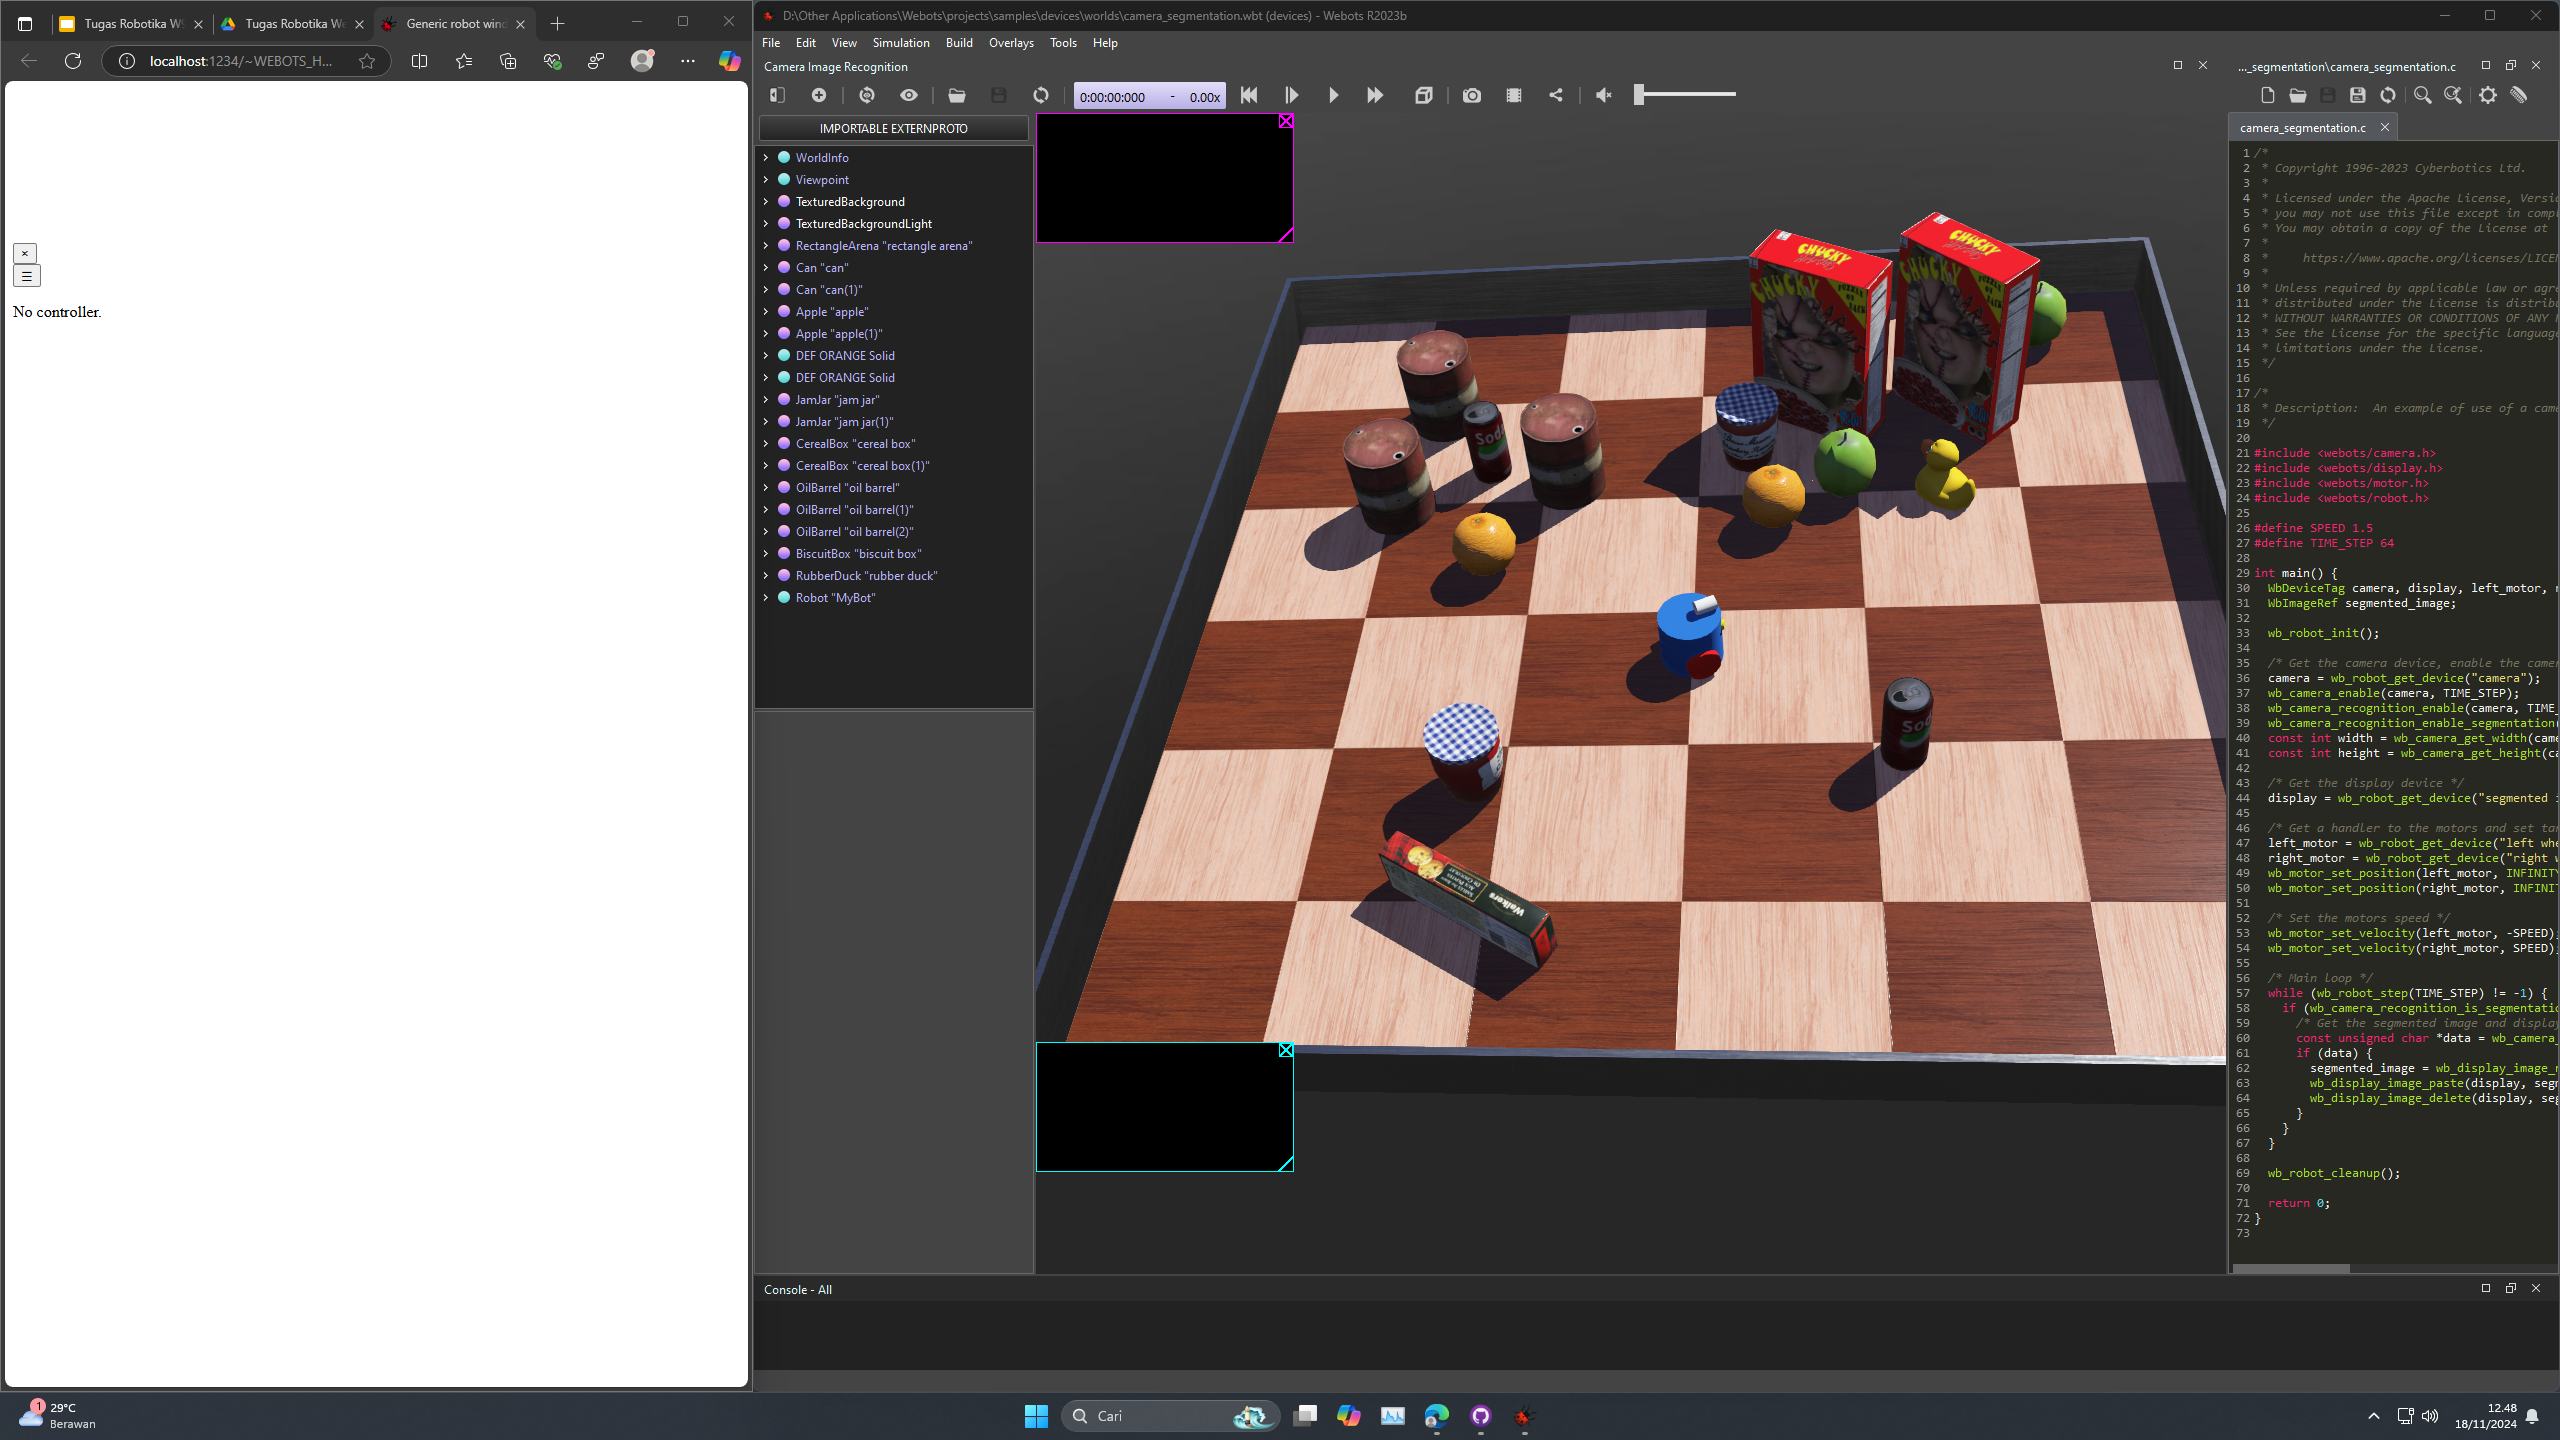 Tugas Robotika W
Tugas Robotika We
Generic robot wind
localhost:1234/~WEBOTS_H...
No controller.
D:\Other Applications\Webots\projects\samples\devices\worlds\camera_segmentation.wbt (devices) - Webots R2023b
File Edit View Simulation Build Overlays Tools Help
Camera Image Recognition
0:00:00:000 - 0.00x
IMPORTABLE EXTERNPROTO
WorldInfo
Viewpoint
TexturedBackground
TexturedBackgroundLight
RectangleArena "rectangle arena"
Can "can"
Can "can(1)"
Apple "apple"
Apple "apple(1)"
DEF ORANGE Solid
DEF ORANGE Solid
JamJar "jam jar"
JamJar "jam jar(1)"
CerealBox "cereal box"
CerealBox "cereal box(1)"
OilBarrel "oil barrel"
OilBarrel "oil barrel(1)"
OilBarrel "oil barrel(2)"
BiscuitBox "biscuit box"
RubberDuck "rubber duck"
Robot "MyBot"
CHUCKY
CHUCKY
CHUCKY
CHUCKY
Soda
So
Walkers
..._segmentation\camera_segmentation.c
camera_segmentation.c
1 /*
2 * Copyright 1996-2023 Cyberbotics Ltd.
3 *
4 * Licensed under the Apache License, Versio
5 * you may not use this file except in compl
6 * You may obtain a copy of the License at
7 *
8 * https://www.apache.org/licenses/LICEN
9 *
10 * Unless required by applicable law or agre
11 * distributed under the License is distribu
12 * WITHOUT WARRANTIES OR CONDITIONS OF ANY K
13 * See the License for the specific language
14 * limitations under the License.
15 */
16
17 /*
18 * Description: An example of use of a came
19 */
20
21 #include <webots/camera.h>
22 #include <webots/display.h>
23 #include <webots/motor.h>
24 #include <webots/robot.h>
25
26 #define SPEED 1.5
27 #define TIME_STEP 64
28
29 int main() {
30 WbDeviceTag camera, display, left_motor, r
31 WbImageRef segmented_image;
32
33 wb_robot_init();
34
35 /* Get the camera device, enable the camer
36 camera = wb_robot_get_device("camera");
37 wb_camera_enable(camera, TIME_STEP);
38 wb_camera_recognition_enable(camera, TIME_
39 wb_camera_recognition_enable_segmentation(
40 const int width = wb_camera_get_width(came
41 const int height = wb_camera_get_height(ca
42
43 /* Get the display device */
44 display = wb_robot_get_device("segmented i
45
46 /* Get a handler to the motors and set tar
47 left_motor = wb_robot_get_device("left whe
48 right_motor = wb_robot_get_device("right w
49 wb_motor_set_position(left_motor, INFINITY
50 wb_motor_set_position(right_motor, INFINIT
51
52 /* Set the motors speed */
53 wb_motor_set_velocity(left_motor, -SPEED);
54 wb_motor_set_velocity(right_motor, SPEED);
55
56 /* Main loop */
57 while (wb_robot_step(TIME_STEP) != -1) {
58 if (wb_camera_recognition_is_segmentatio
59 /* Get the segmented image and display
60 const unsigned char *data = wb_camera_
61 if (data) {
62 segmented_image = wb_display_image_n
63 wb_display_image_paste(display, segm
64 wb_display_image_delete(display, seg
65 }
66 }
67 }
68
69 wb_robot_cleanup();
70
71 return 0;
72 }
73
Console - All
1
29°C
Berawan
Cari
12.48
18/11/2024